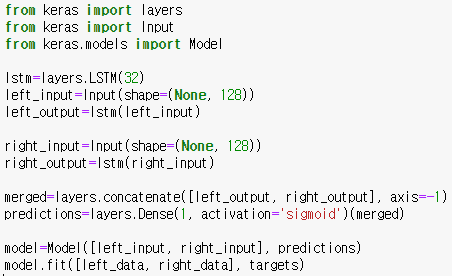 from keras import layers
from keras import Input
from keras.models import Model
lstm=layers.LSTM(32)
left_input=Input(shape=(None, 128))
left_output=lstm(left_input)
right_input=Input(shape=(None, 128))
right_output=lstm(right_input)
merged=layers.concatenate([left_output, right_output], axis=-1)
predictions=layers.Dense(1, activation='sigmoid')(merged)
model=Model([left_input, right_input], predictions)
model.fit([left_data, right_data], targets)